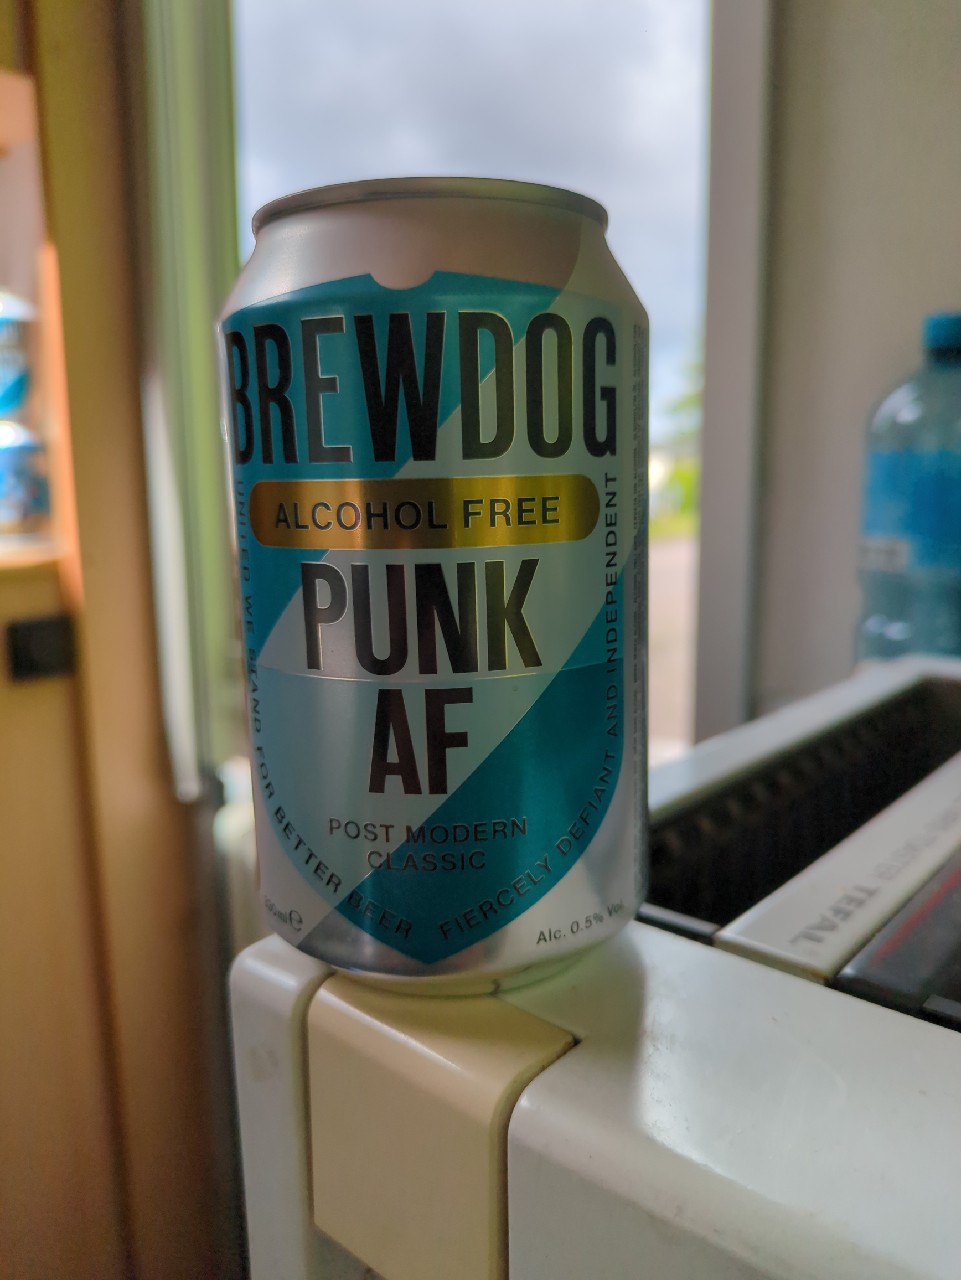 BREWDOG
ALCOHOL FREE
PUNK
AF
POST MODERN
CLASSIC
UNITED WE STAND FOR BETTER BEER
FIERCELY DEFIANT AND INDEPENDENT
Alc. 0.5% Vol
TEFAL